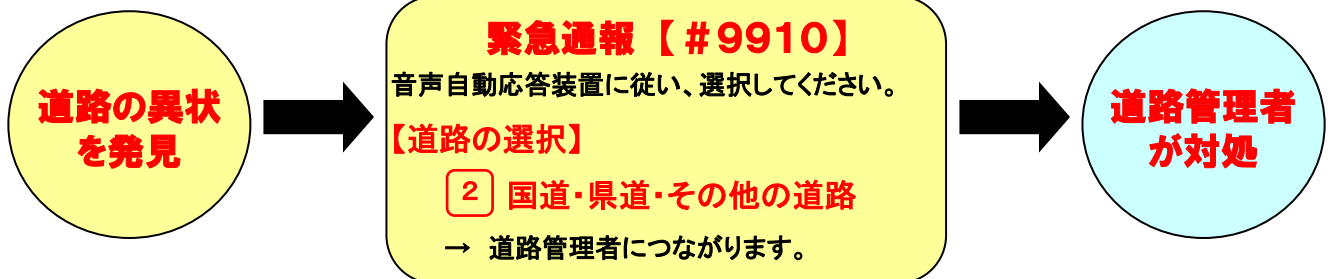 道路の異状
を発見
緊急通報【#9910】
音声自動応答装置に従い、選択してください。
【道路の選択】
2 国道・県道・その他の道路
→ 道路管理者につながります。
道路管理者
が対処